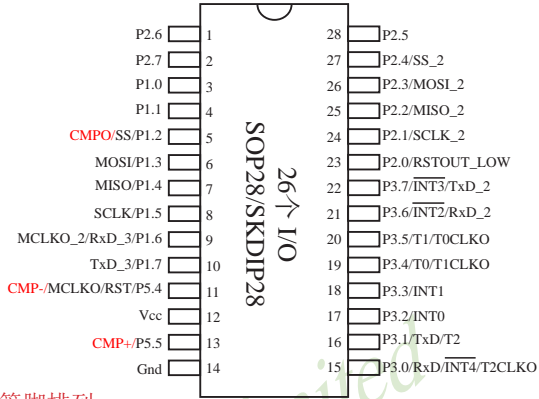 P2.6 1 28 P2.5
P2.7 2 27 P2.4/SS_2
P1.0 3 26 P2.3/MOSI_2
P1.1 4 25 P2.2/MISO_2
CMPO/SS/P1.2 5 24 P2.1/SCLK_2
MOSI/P1.3 6 23 P2.0/RSTOUT_LOW
MISO/P1.4 7 22 P3.7/INT3/TxD_2
SCLK/P1.5 8 21 P3.6/INT2/RxD_2
MCLKO_2/RxD_3/P1.6 9 20 P3.5/T1/T0CLKO
TxD_3/P1.7 10 19 P3.4/T0/T1CLKO
CMP-/MCLKO/RST/P5.4 11 18 P3.3/INT1
Vcc 12 17 P3.2/INT0
CMP+/P5.5 13 16 P3.1/TxD/T2
Gnd 14 15 P3.0/RxD/INT4/T2CLKO
26个 I/O
SOP28/SKDIP28
管脚排列